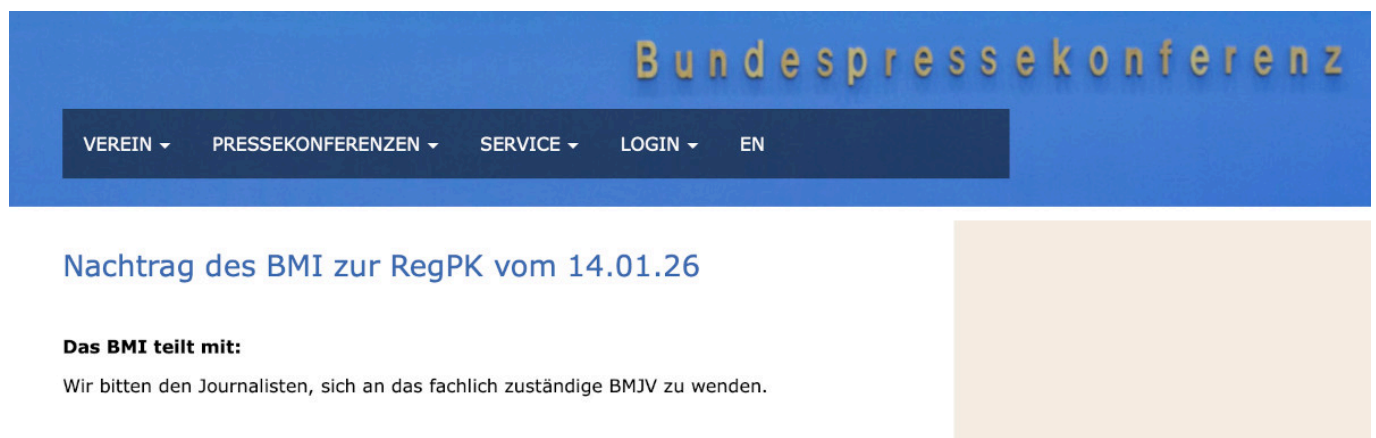 Bundespressekonferenz
VEREIN PRESSEKONFERENZEN SERVICE LOGIN EN
Nachtrag des BMI zur RegPK vom 14.01.26
Das BMI teilt mit:
Wir bitten den Journalisten, sich an das fachlich zuständige BMJV zu wenden.